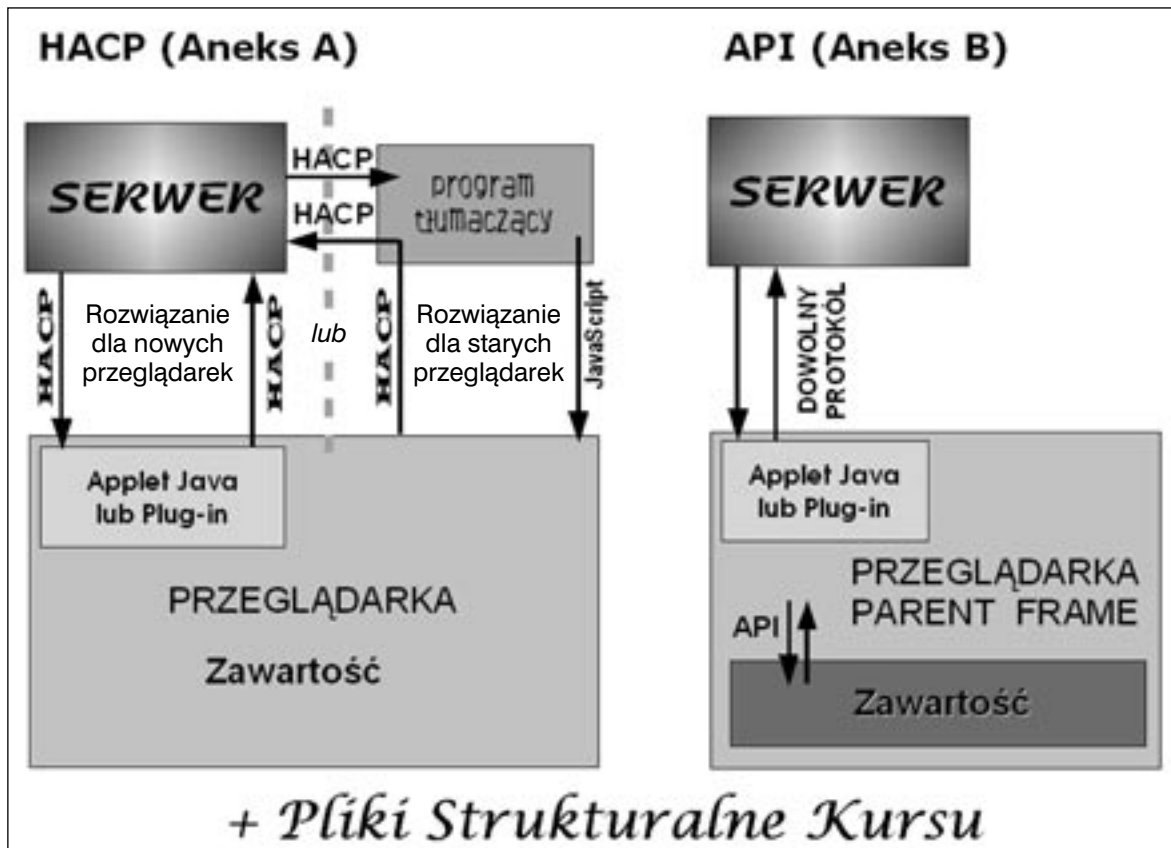 HACP (Aneks A)
API (Aneks B)
SERWER
HACP
HACP
program
tłumaczący
HACP
Rozwiązanie
dla nowych
przeglądarek
HACP
lub
HACP
Rozwiązanie
dla starych
przeglądarek
JavaScript
Applet Java
lub Plug-in
PRZEGLĄDARKA
Zawartość
SERWER
DOWOLNY
PROTOKÓL
Applet Java
lub Plug-in
PRZEGLĄDARKA
PARENT FRAME
API
Zawartość
+ Pliki Strukturalne Kursu